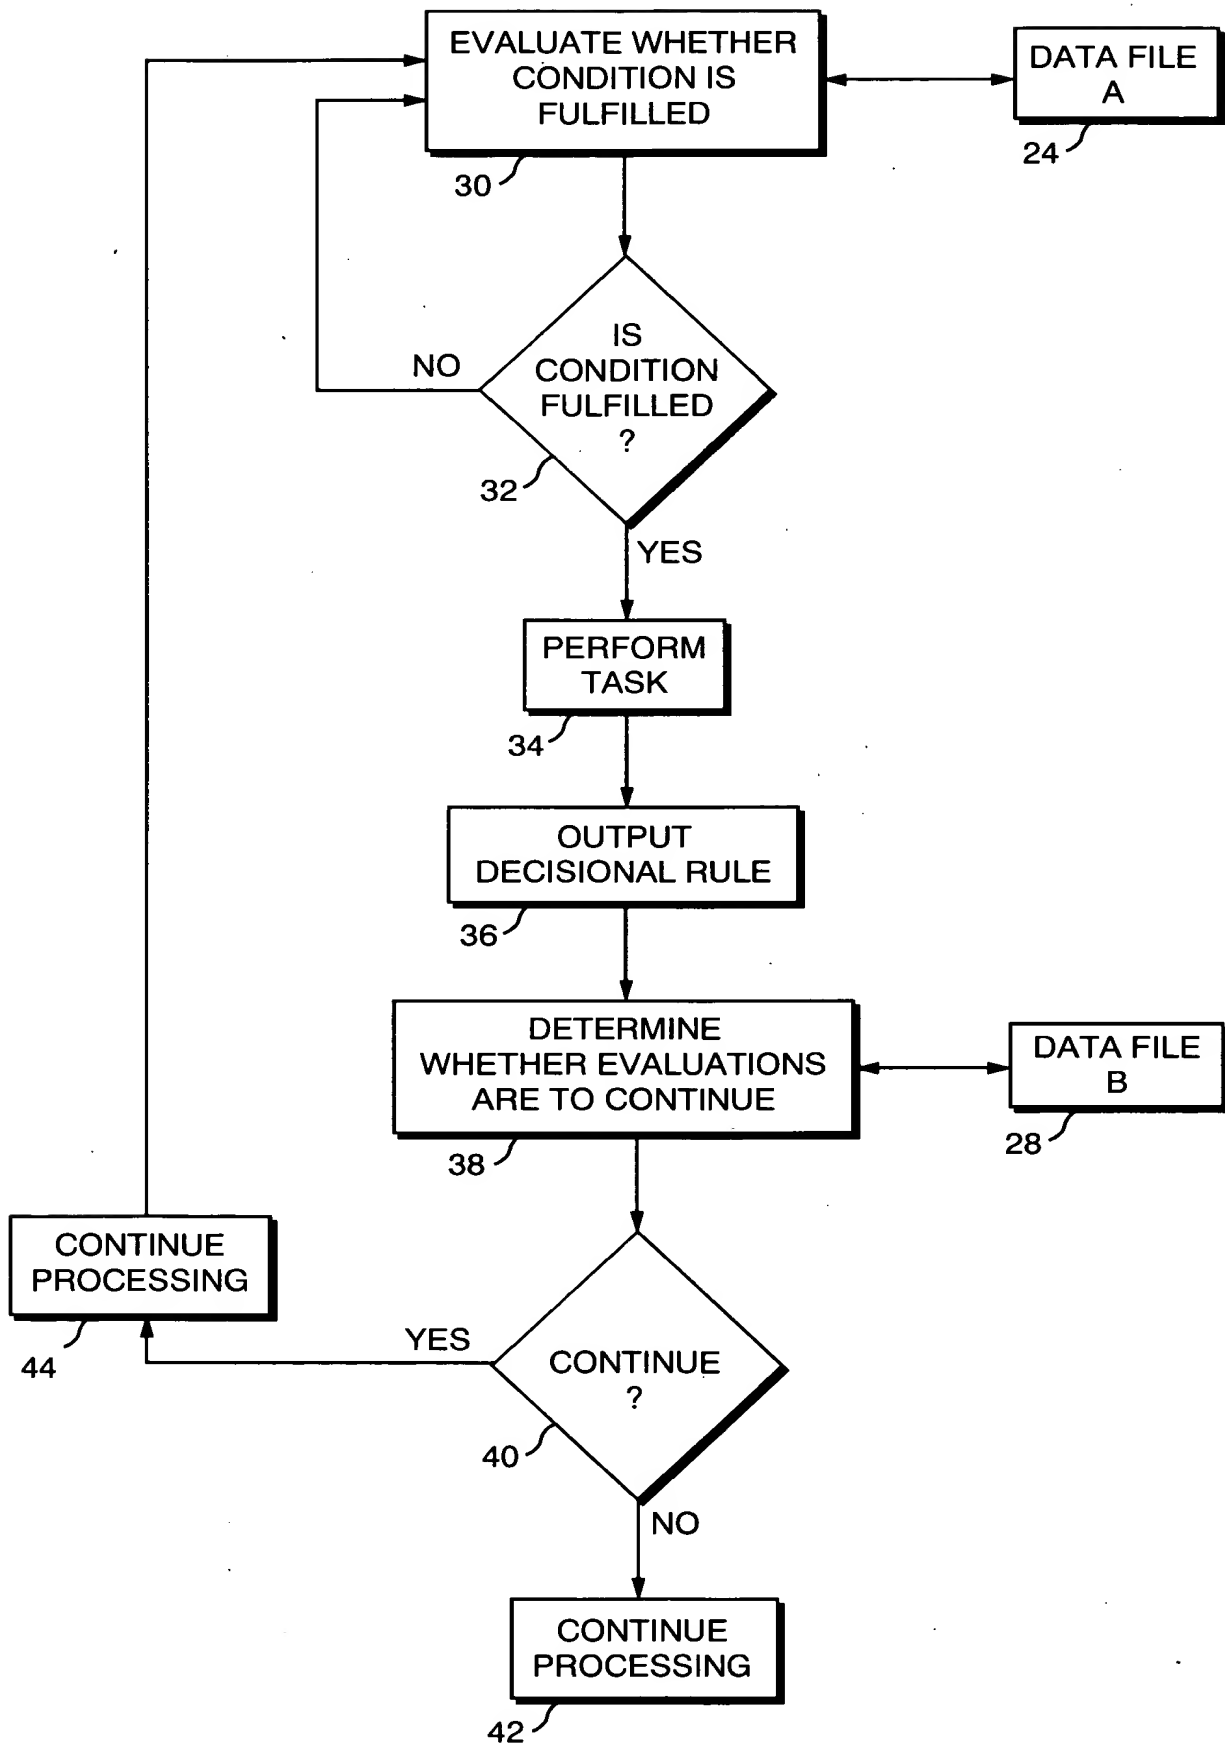 EVALUATE WHETHER
CONDITION IS
FULFILLED
30
DATA FILE
A
24
IS
CONDITION
FULFILLED
?
NO
32
YES
PERFORM
TASK
34
OUTPUT
DECISIONAL RULE
36
DETERMINE
WHETHER EVALUATIONS
ARE TO CONTINUE
38
DATA FILE
B
28
CONTINUE
PROCESSING
44
YES
CONTINUE
?
40
NO
CONTINUE
PROCESSING
42